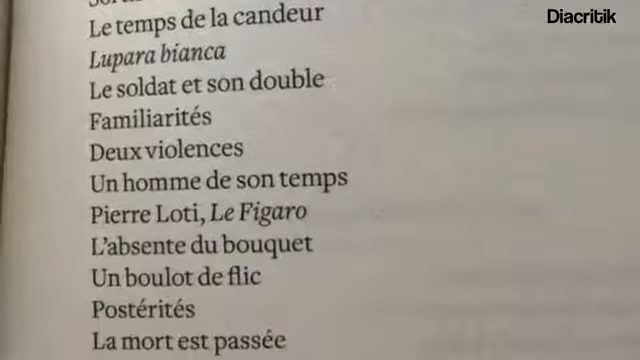 Diacritik
Le temps de la candeur
Lupara bianca
Le soldat et son double
Familiarités
Deux violences
Un homme de son temps
Pierre Loti, Le Figaro
L'absente du bouquet
Un boulot de flic
Postérités
La mort est passée